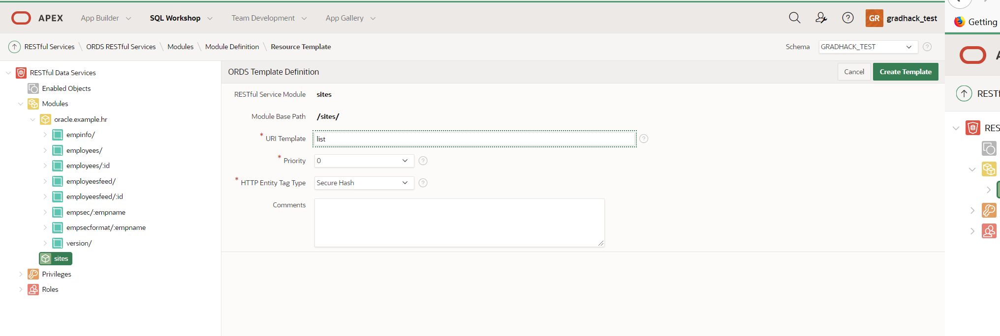 APEX App Builder SQL Workshop Team Development App Gallery GR gradhack_test
Getting
RESTful Services \ ORDS RESTful Services \ Modules \ Module Definition \ Resource Template Schema GRADHACK_TEST
RESTful Data Services
ORDS Template Definition Cancel Create Template
Enabled Objects
RESTful Service Module sites
Modules
Module Base Path /sites/
oracle.example.hr
empinfo/
* URI Template list
employees/
* Priority 0
employees/:id
employeesfeed/
* HTTP Entity Tag Type Secure Hash
employeesfeed/:id
Comments
empsec/:empname
empsecformat/:empname
version/
sites
Privileges
Roles